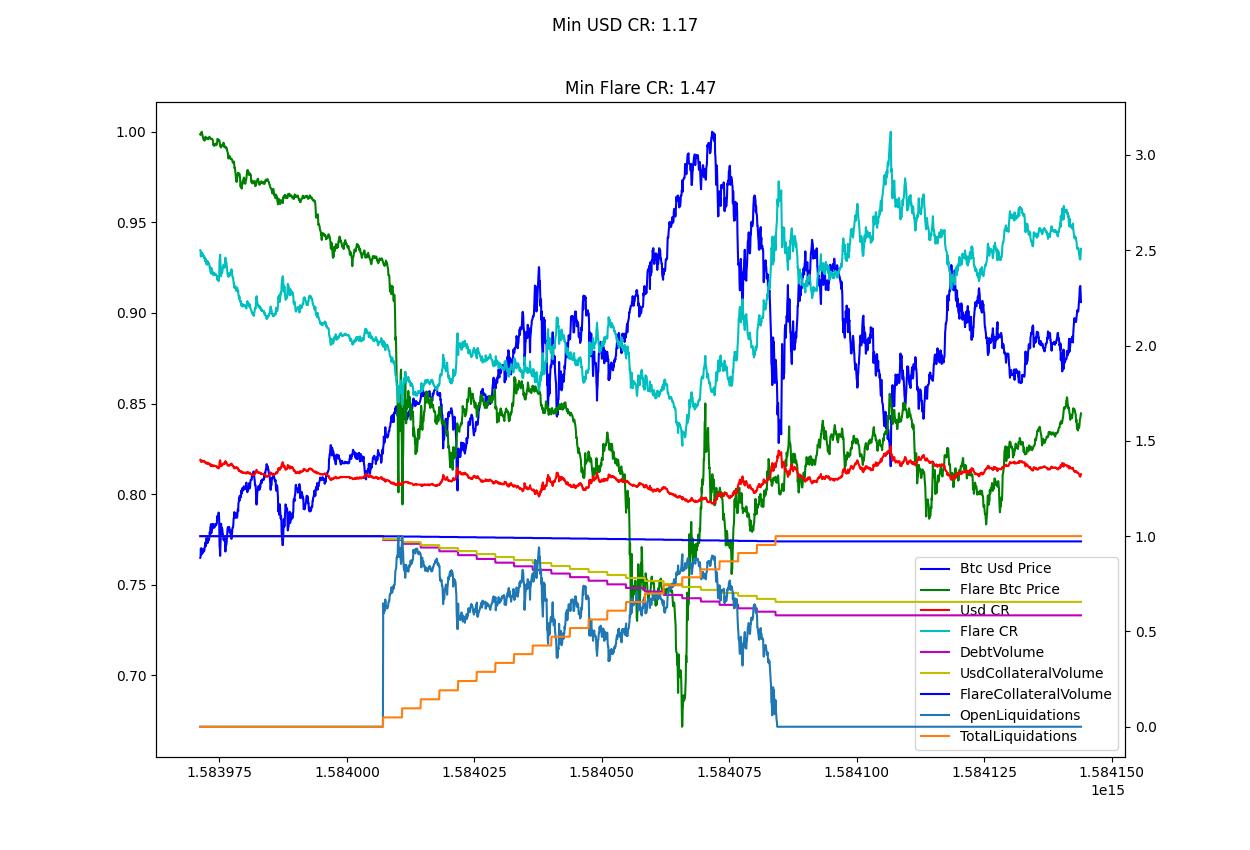 Min USD CR: 1.17
Min Flare CR: 1.47
1.00
0.95
0.90
0.85
0.80
0.75
0.70
3.0
2.5
2.0
1.5
1.0
0.5
0.0
Btc Usd Price
Flare Btc Price
Usd CR
Flare CR
DebtVolume
UsdCollateralVolume
FlareCollateralVolume
OpenLiquidations
TotalLiquidations
1.583975 1.584000 1.584025 1.584050 1.584075 1.584100 1.584125 1.584150
1e15